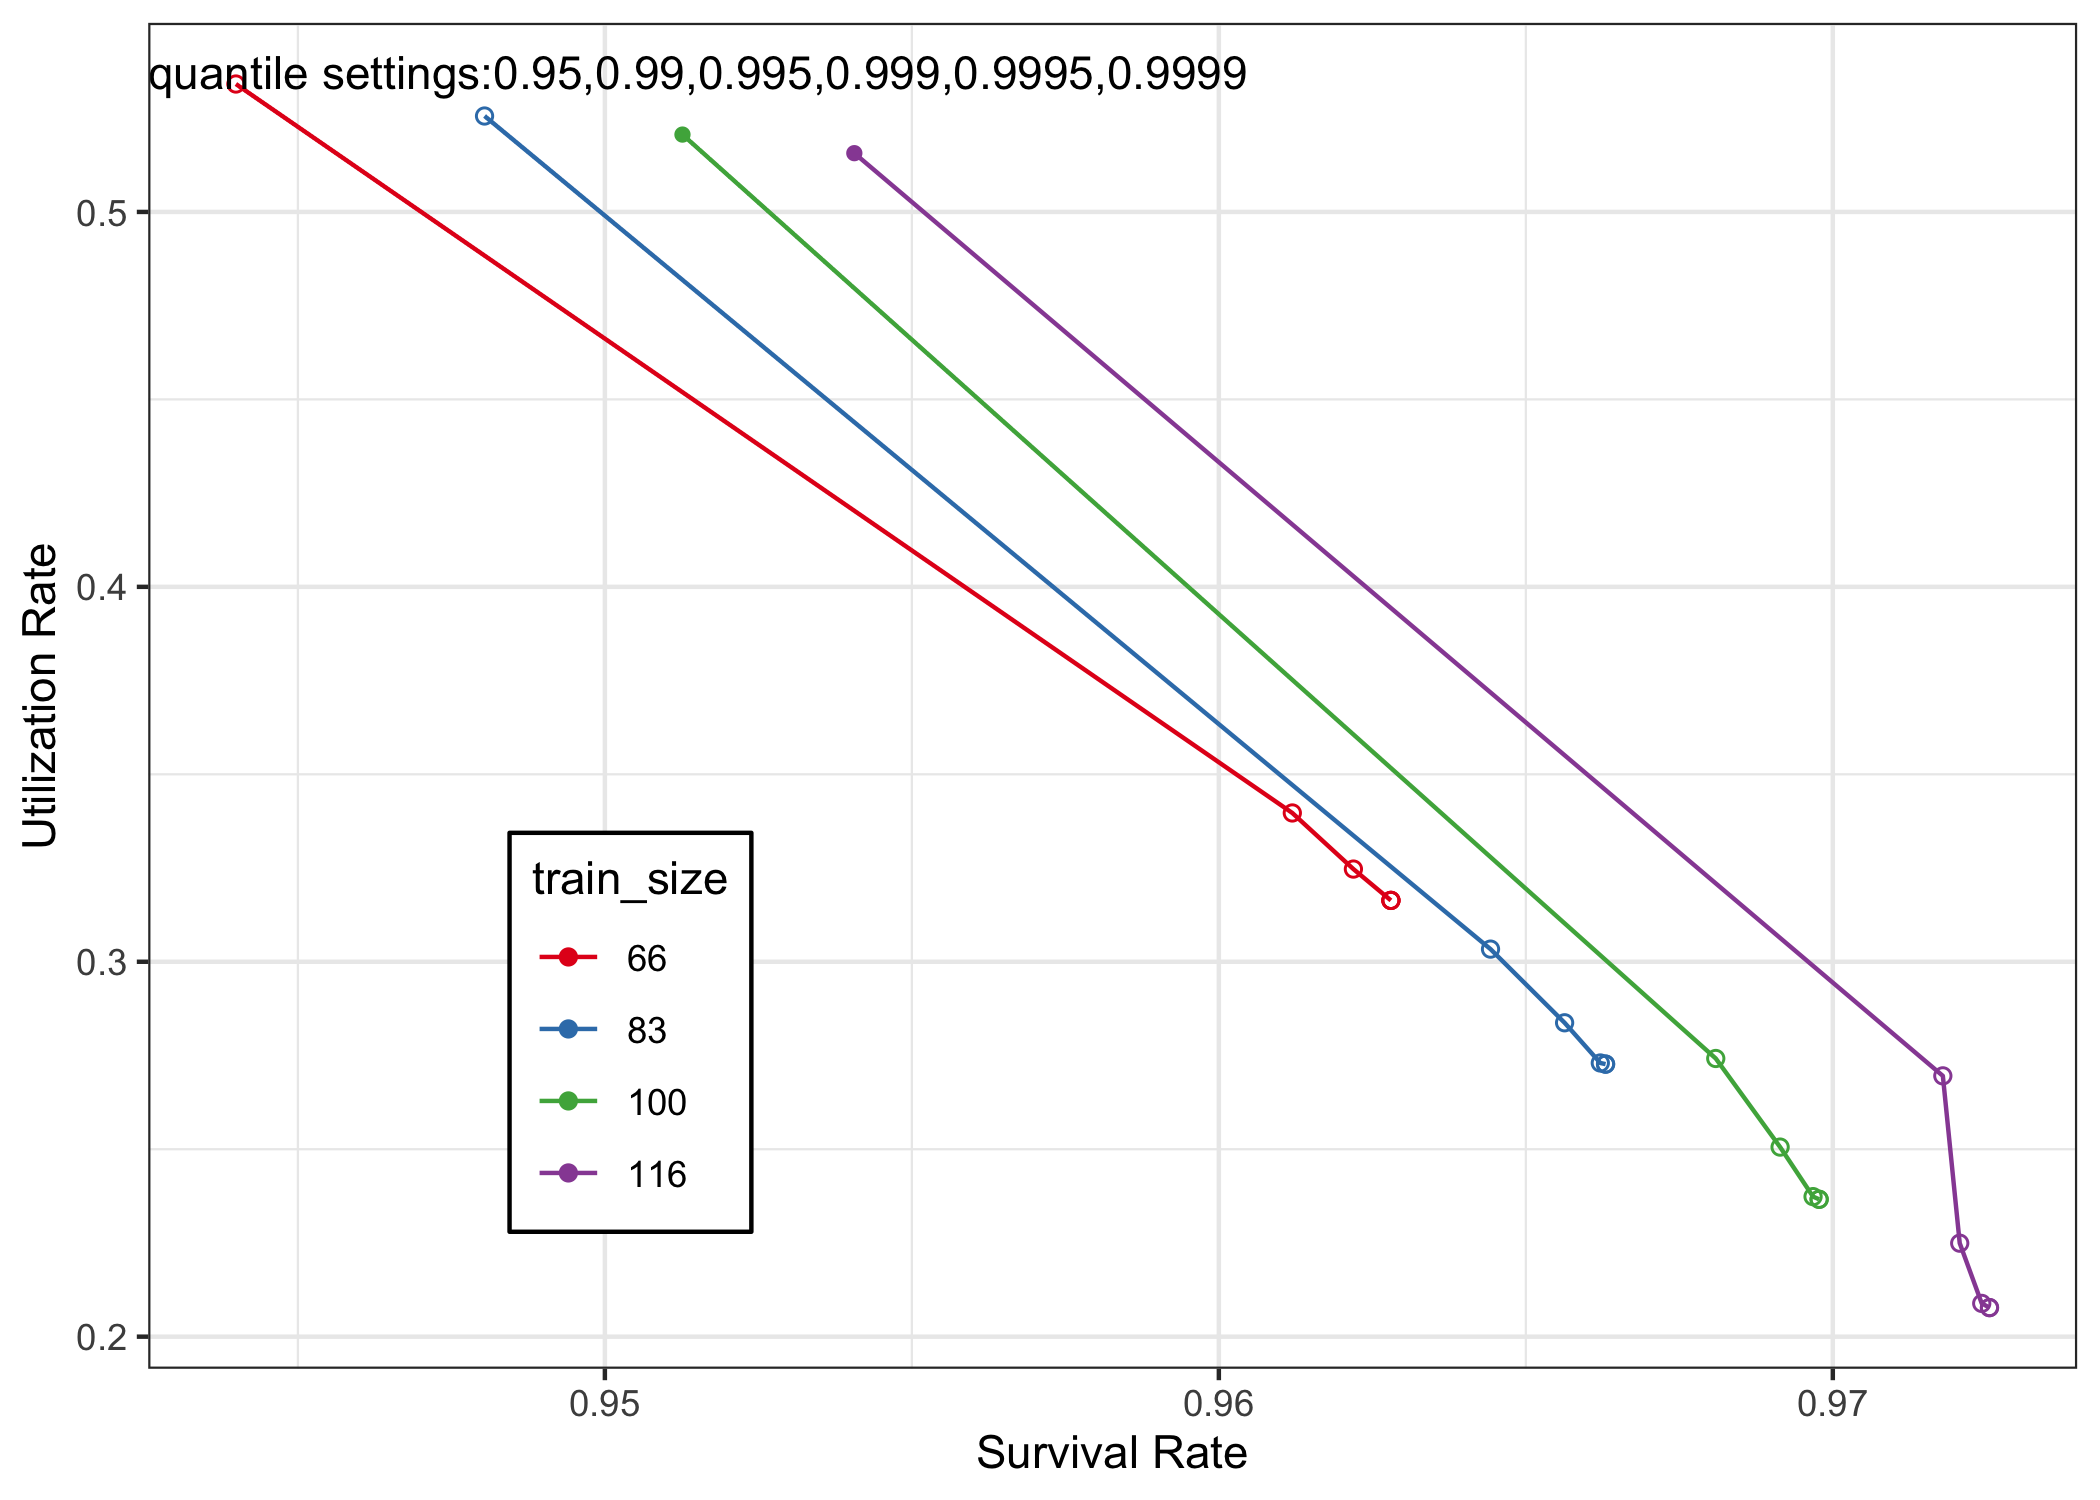 quantile settings:0.95,0.99,0.995,0.999,0.9995,0.9999
0.5
0.4
0.3
0.2
Utilization Rate
train_size
66
83
100
116
0.95
0.96
0.97
Survival Rate